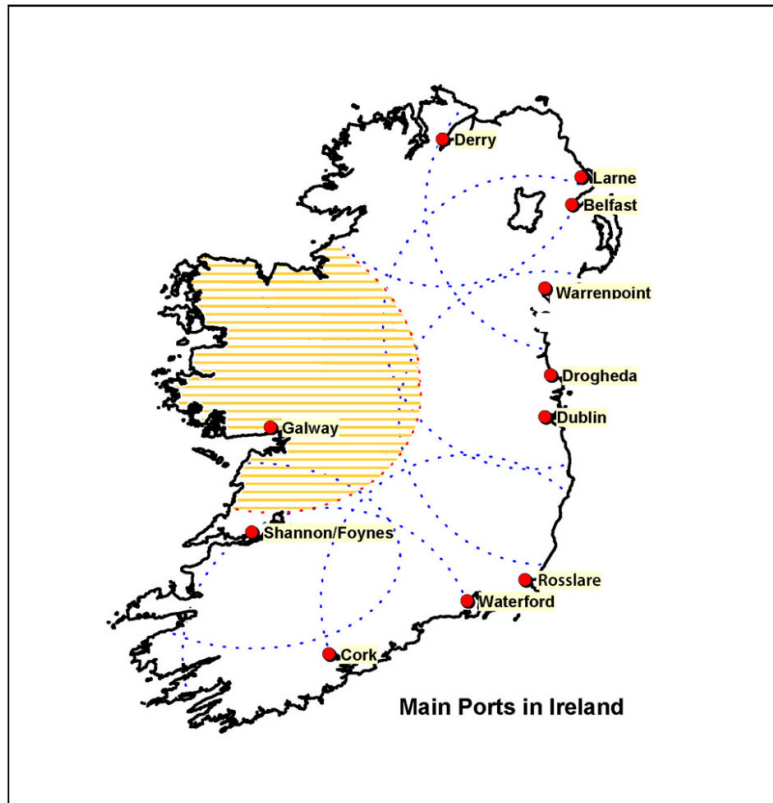 Derry
Larne
Belfast
Warrenpoint
Drogheda
Dublin
Galway
Shannon/Foynes
Rosslare
Waterford
Cork
Main Ports in Ireland